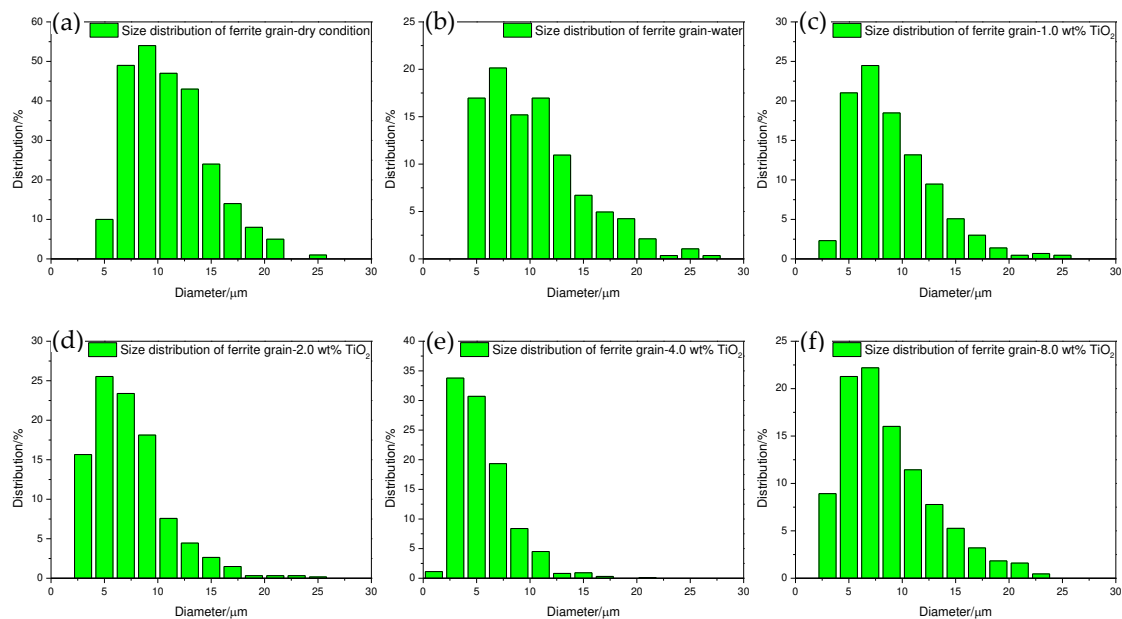 (a)
Size distribution of ferrite grain-dry condition
60
50
40
30
20
10
0
Distribution/%
0 5 10 15 20 25 30
Diameter/μm
(b)
Size distribution of ferrite grain-water
25
20
15
10
5
0
Distribution/%
0 5 10 15 20 25 30
Diameter/μm
(c)
Size distribution of ferrite grain-1.0 wt% TiO₂
30
25
20
15
10
5
0
Distribution/%
0 5 10 15 20 25 30
Diameter/μm
(d)
Size distribution of ferrite grain-2.0 wt% TiO₂
30
25
20
15
10
5
0
Distribution/%
0 5 10 15 20 25 30
Diameter/μm
(e)
Size distribution of ferrite grain-4.0 wt% TiO₂
40
35
30
25
20
15
10
5
0
Distribution/%
0 5 10 15 20 25 30
Diameter/μm
(f)
Size distribution of ferrite grain-8.0 wt% TiO₂
25
20
15
10
5
0
Distribution/%
0 5 10 15 20 25 30
Diameter/μm